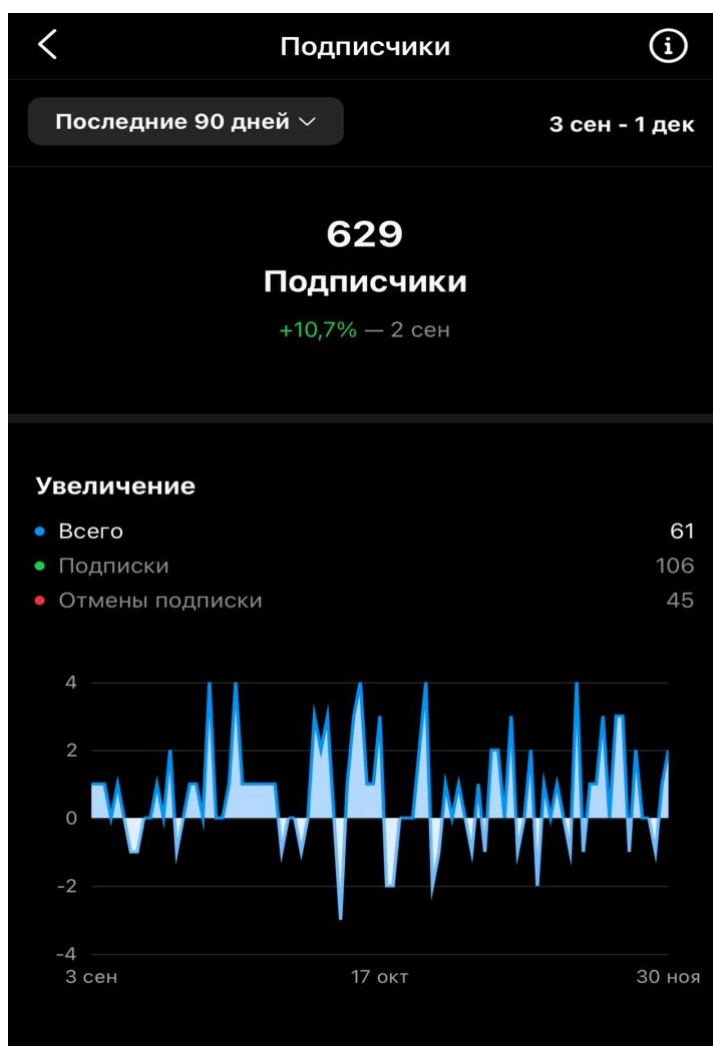 Подписчики
Последние 90 дней
3 сен - 1 дек
629
Подписчики
+10,7% — 2 сен
Увеличение
Всего 61
Подписки 106
Отмены подписки 45
4
2
0
-2
-4
3 сен 17 окт 30 ноя